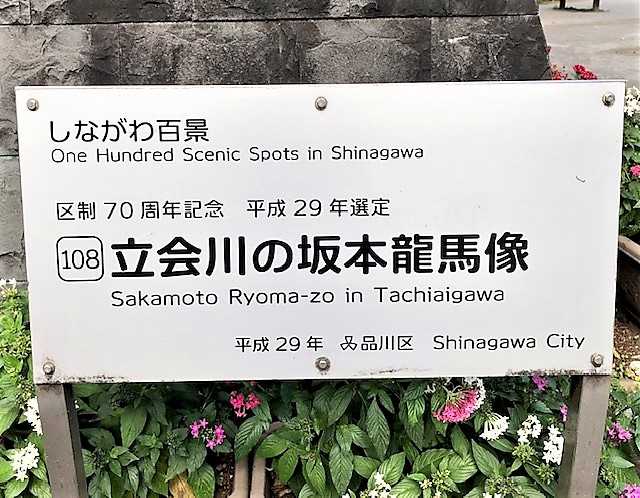 しながわ百景
One Hundred Scenic Spots in Shinagawa
区制70周年記念 平成29年選定
108 立会川の坂本龍馬像
Sakamoto Ryoma-zo in Tachiaigawa
平成29年 品川区 Shinagawa City